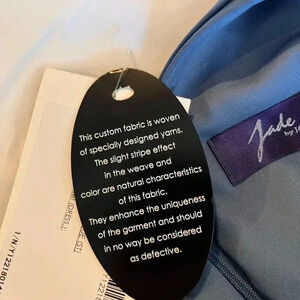 This custom fabric is woven
of specially designed yarns.
The slight stripe effect
in the weave and
color are natural characteristics
of this fabric.
They enhance the uniqueness
of the garment and should
in no way be considered
as defective.
Jade